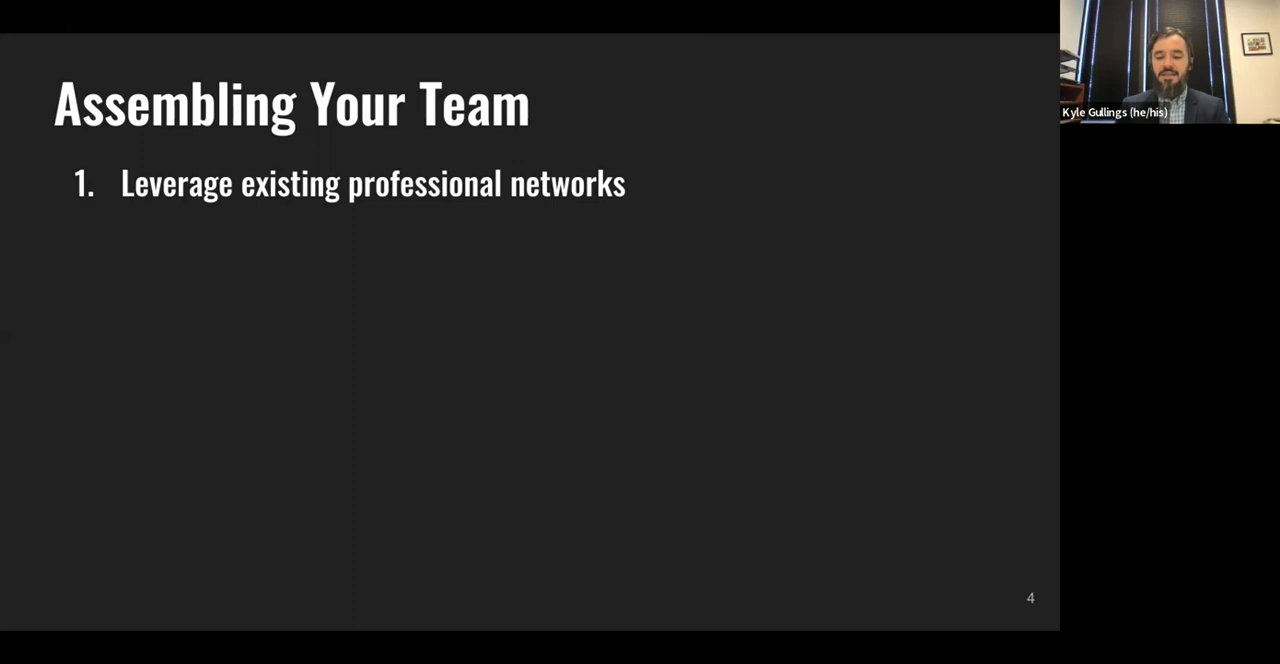 Assembling Your Team
1. Leverage existing professional networks
4
Kyle Gullings (he/his)